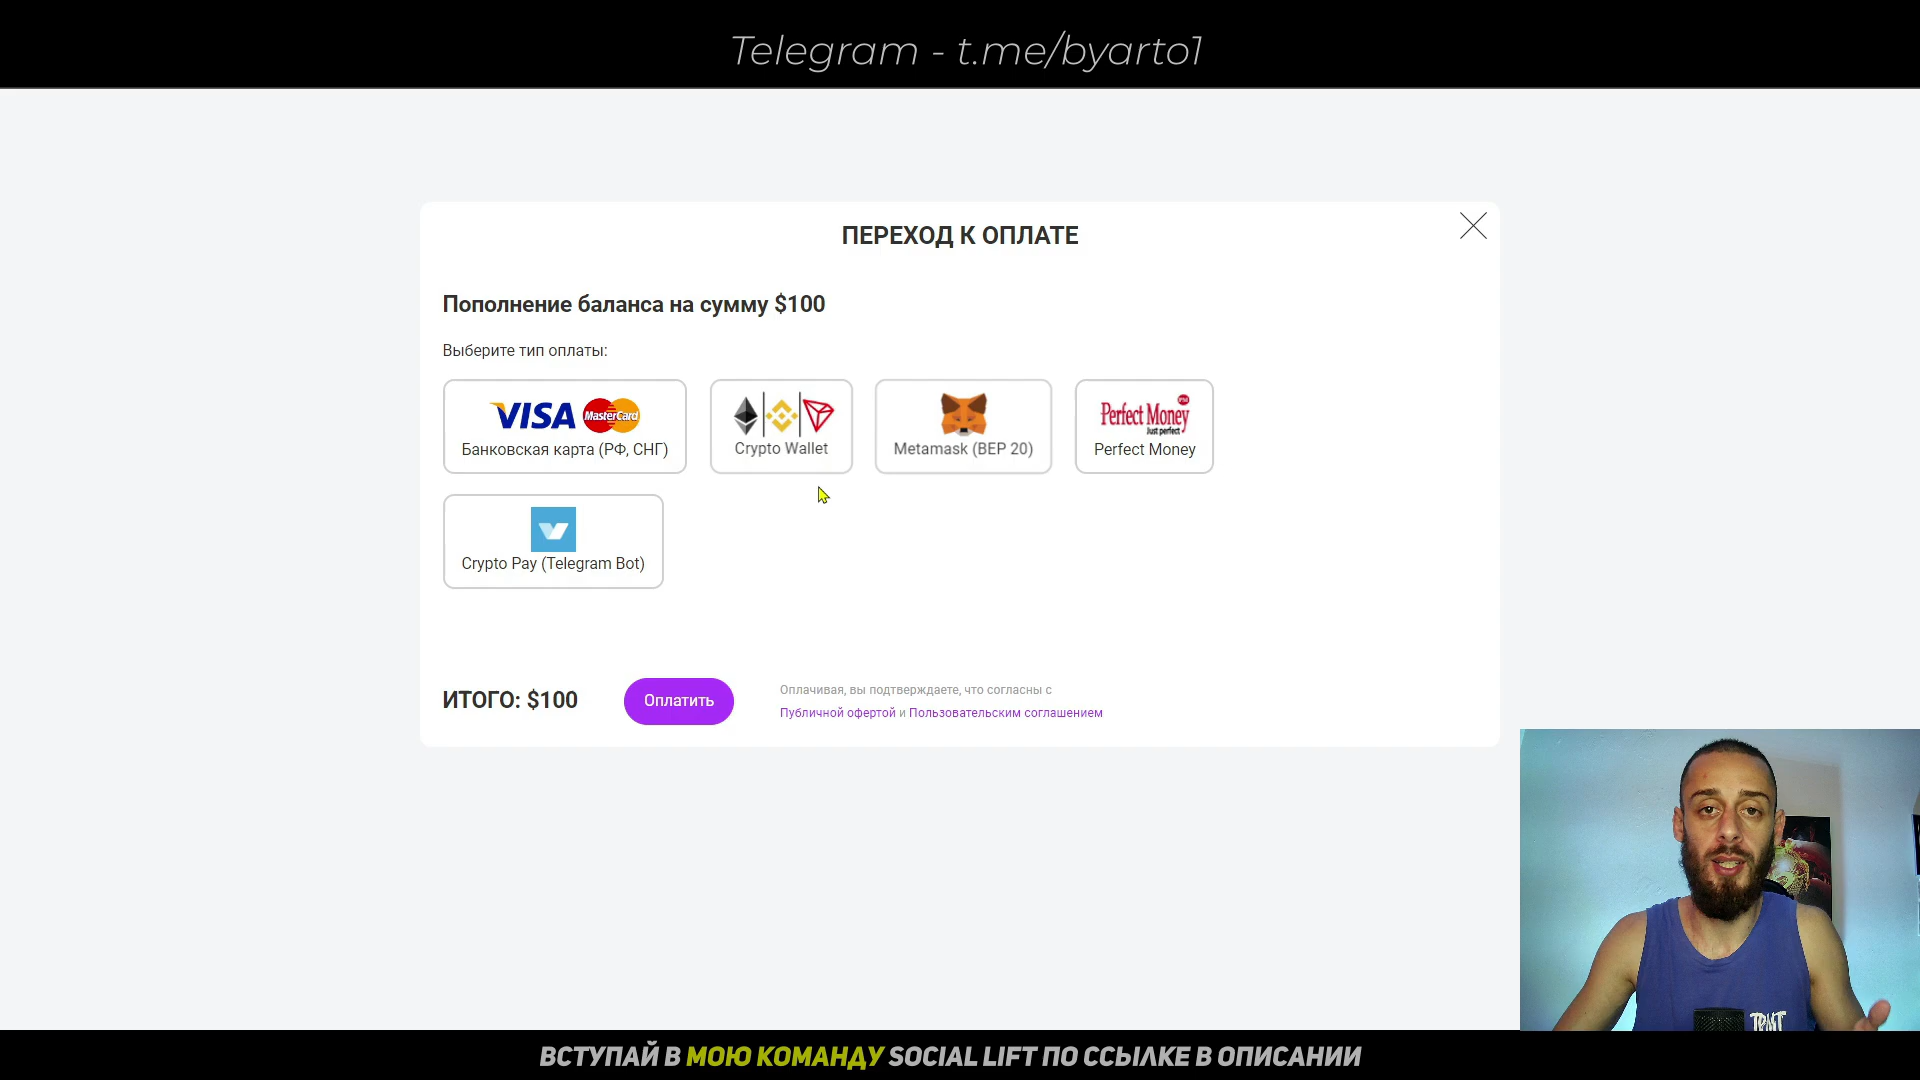 Telegram - t.me/byarto1
ПЕРЕХОД К ОПЛАТЕ
Пополнение баланса на сумму $100
Выберите тип оплаты:
VISA MasterCard
Банковская карта (РФ, СНГ)
Crypto Wallet
Metamask (BEP 20)
Perfect Money
Just perfect
Perfect Money
Crypto Pay (Telegram Bot)
ИТОГО: $100
Оплатить
Оплачивая, вы подтверждаете, что согласны с
Публичной офертой и Пользовательским соглашением
ВСТУПАЙ В МОЮ КОМАНДУ SOCIAL LIFT ПО ССЫЛКЕ В ОПИСАНИИ